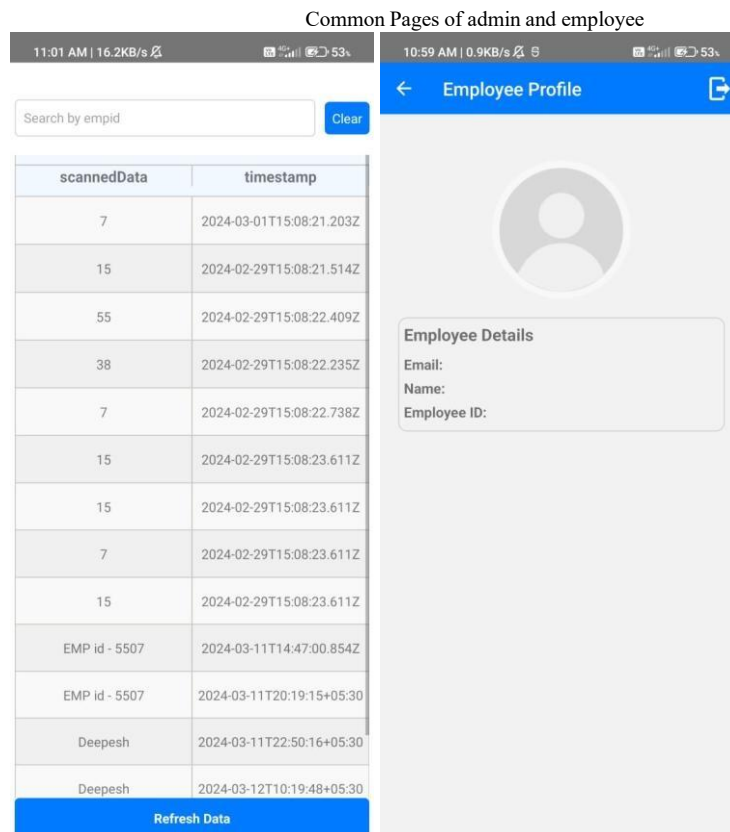 Common Pages of admin and employee
11:01 AM | 16.2KB/s 4G+ 53%
Search by empid Clear
scannedData timestamp
7 2024-03-01T15:08:21.203Z
15 2024-02-29T15:08:21.514Z
55 2024-02-29T15:08:22.409Z
38 2024-02-29T15:08:22.235Z
7 2024-02-29T15:08:22.738Z
15 2024-02-29T15:08:23.611Z
15 2024-02-29T15:08:23.611Z
7 2024-02-29T15:08:23.611Z
15 2024-02-29T15:08:23.611Z
EMP id - 5507 2024-03-11T14:47:00.854Z
EMP id - 5507 2024-03-11T20:19:15+05:30
Deepesh 2024-03-11T22:50:16+05:30
Deepesh 2024-03-12T10:19:48+05:30
Refresh Data
10:59 AM | 0.9KB/s 4G+ 53%
Employee Profile
Employee Details
Email:
Name:
Employee ID: